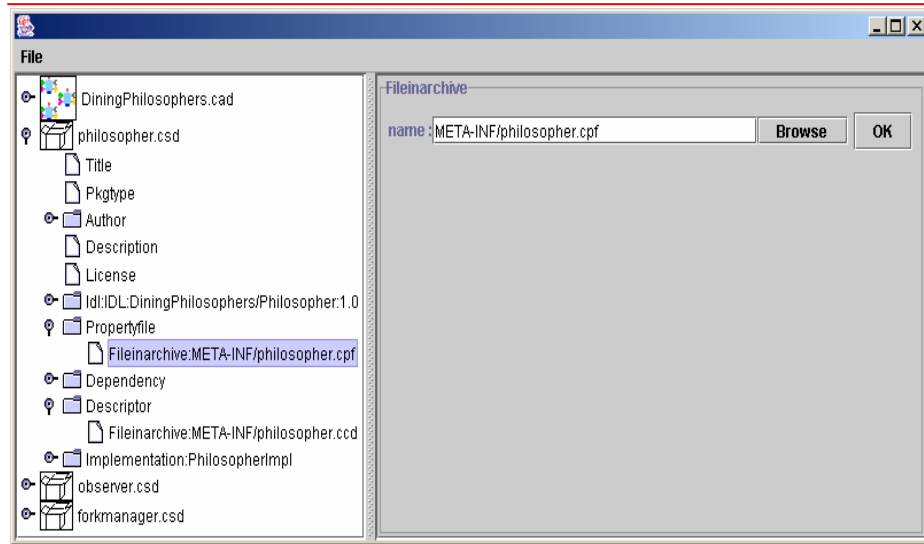 File
DiningPhilosophers.cad
philosopher.csd
Title
Pkgtype
Author
Description
License
Idl:IDL:DiningPhilosophers/Philosopher:1.0
Propertyfile
Fileinarchive:META-INF/philosopher.cpf
Dependency
Descriptor
Fileinarchive:META-INF/philosopher.ccd
Implementation:PhilosopherImpl
observer.csd
forkmanager.csd
Fileinarchive
name : META-INF/philosopher.cpf Browse OK